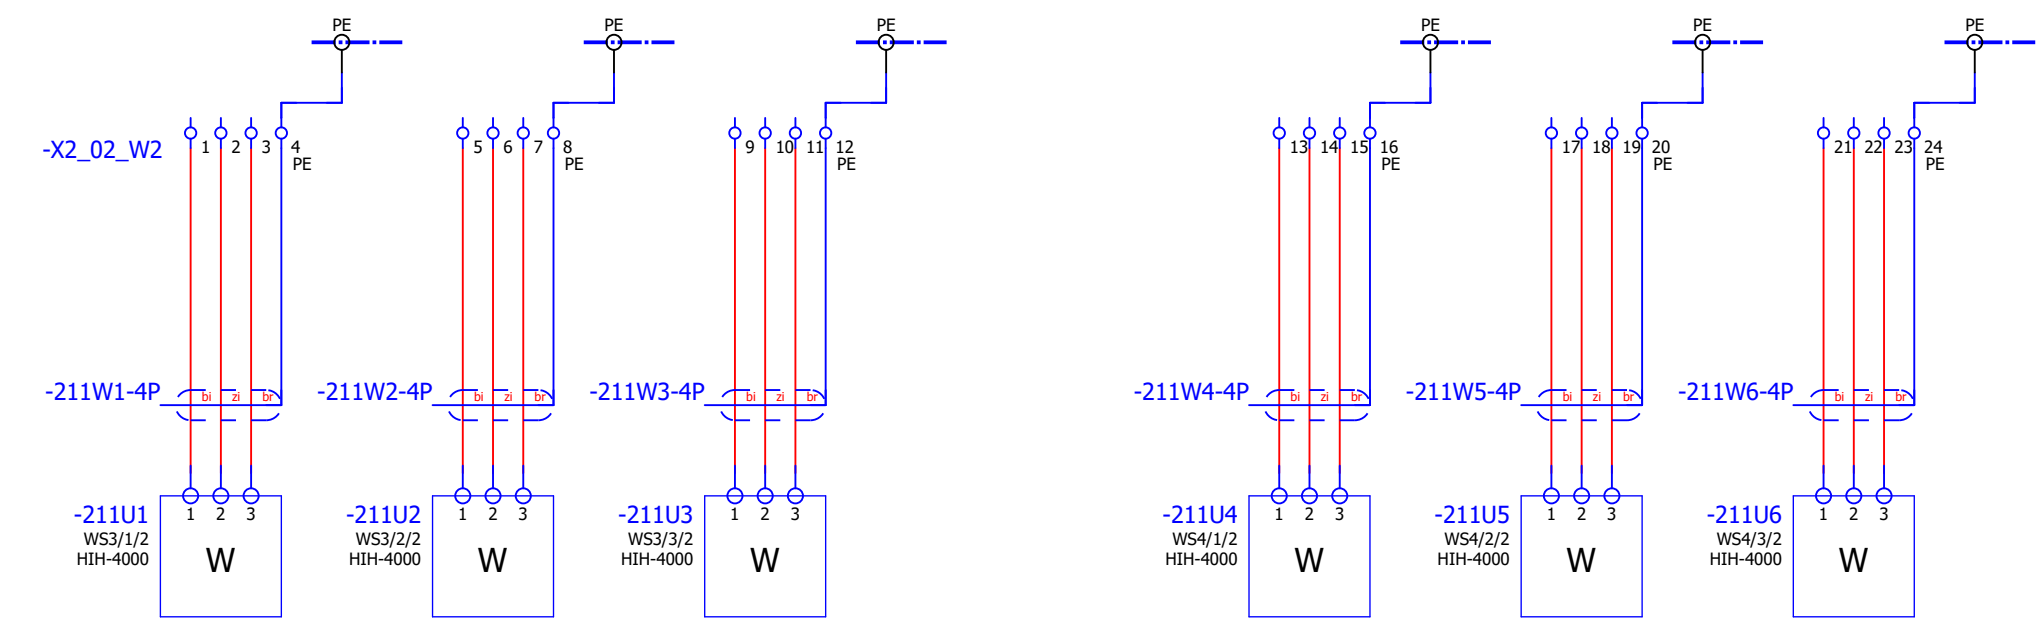 PE PE PE PE PE PE
-X2_02_W2 1 2 3 4 5 6 7 8 9 10 11 12 13 14 15 16 17 18 19 20 21 22 23 24
PE PE PE PE PE PE
-211W1-4P bi zi br -211W2-4P bi zi br -211W3-4P bi zi br -211W4-4P bi zi br -211W5-4P bi zi br -211W6-4P bi zi br
-211U1 1 2 3 -211U2 1 2 3 -211U3 1 2 3 -211U4 1 2 3 -211U5 1 2 3 -211U6 1 2 3
WS3/1/2 WS3/2/2 WS3/3/2 WS4/1/2 WS4/2/2 WS4/3/2
HIH-4000 W HIH-4000 W HIH-4000 W HIH-4000 W HIH-4000 W HIH-4000 W